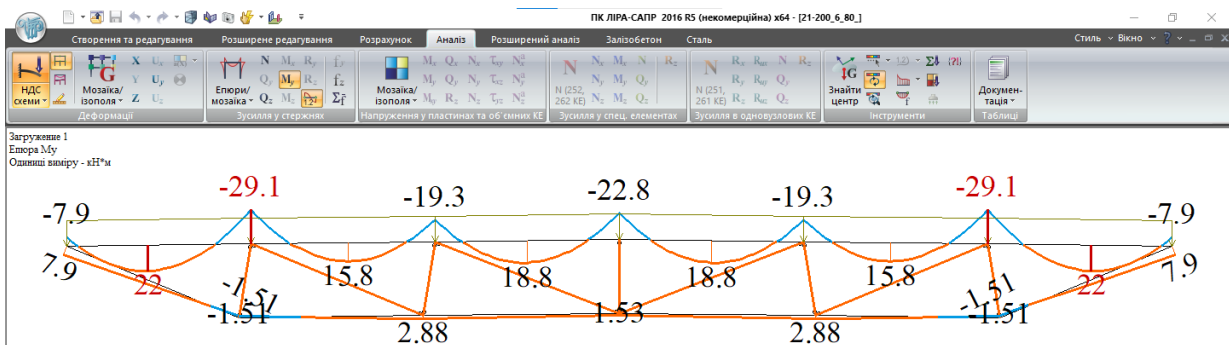 ПК ЛІРА-САПР 2016 R5 (некомерційна) x64 - [21-200_6_80_]
Створення та редагування Розширене редагування Розрахунок Аналіз Розширений аналіз Залізобетон Сталь Стиль Вікно
НДС схеми
G Мозаїка/ ізополя
X Y Z
Деформації
Епюри/ мозаїка
Зусилля у стержнях
Мозаїка/ ізополя
Напруження у пластинах та об'ємних КЕ
N (252, 262 КЕ)
Зусилля у спец. элементах
N (251, 261 КЕ)
Зусилля в одновузлових КЕ
Знайти центр
Інструменти
Докумен- тація
Таблиці
Загружение 1
Епюра My
Одиниці виміру - кН*м
-7.9 -29.1 -19.3 -22.8 -19.3 -29.1 -7.9
7.9 22 15.8 18.8 18.8 15.8 22 7.9
-1.51 -1.51
-1.51 2.88 1.53 2.88 -1.51